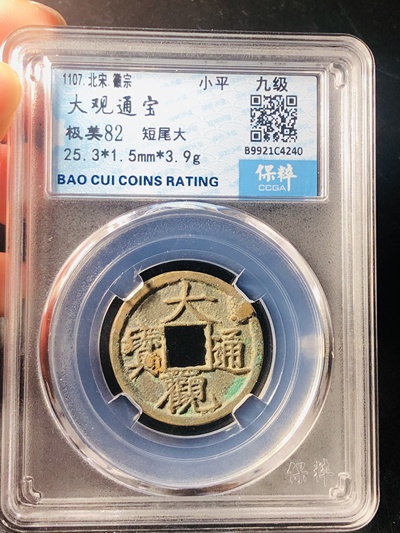 1107.北宋.徽宗 小平 九级
大观通宝
极美82 短尾大
25.3*1.5mm*3.9g
B9921C4240
BAO CUI COINS RATING
保粹
CCGA
大
寳 通
觀
保粹